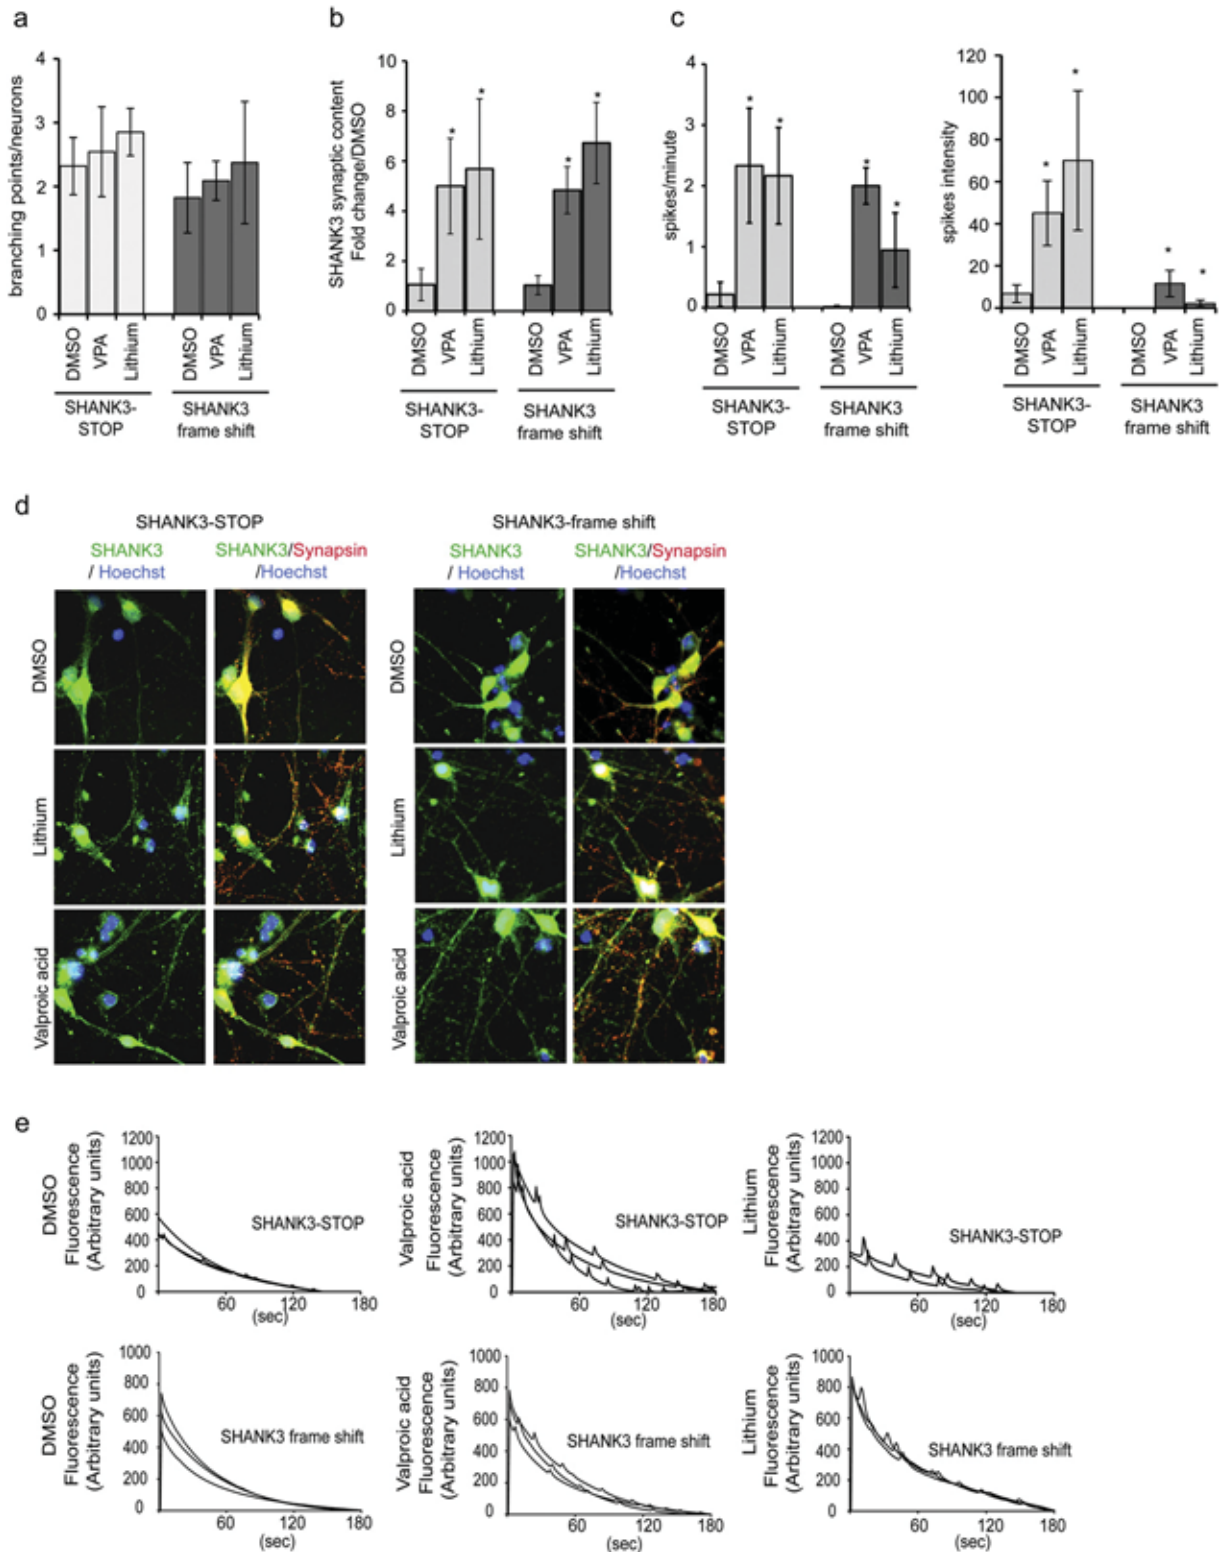 a
b
c
branching points/neurons
4
3
2
1
0
DMSO
VPA
Lithium
DMSO
VPA
Lithium
SHANK3-
STOP
SHANK3
frame shift
SHANK3 synaptic content
Fold change/DMSO
10
8
6
4
2
0
*
*
*
*
DMSO
VPA
Lithium
DMSO
VPA
Lithium
SHANK3-
STOP
SHANK3
frame shift
spikes/minute
4
3
2
1
0
*
*
*
*
DMSO
VPA
Lithium
DMSO
VPA
Lithium
SHANK3-
STOP
SHANK3
frame shift
spikes intensity
120
100
80
60
40
20
0
*
*
*
*
DMSO
VPA
Lithium
DMSO
VPA
Lithium
SHANK3-
STOP
SHANK3
frame shift
d
SHANK3-STOP
SHANK3-frame shift
SHANK3
/ Hoechst
SHANK3/Synapsin
/Hoechst
SHANK3
/ Hoechst
SHANK3/Synapsin
/Hoechst
DMSO
Lithium
Valproic acid
DMSO
Lithium
Valproic acid
e
DMSO
Fluorescence
(Arbitrary units)
1200
1000
800
600
400
200
0
SHANK3-STOP
60
120
180
(sec)
Valproic acid
Fluorescence
(Arbitrary units)
1200
1000
800
600
400
200
0
SHANK3-STOP
60
120
180
(sec)
Lithium
Fluorescence
(Arbitrary units)
1200
1000
800
600
400
200
0
SHANK3-STOP
60
120
180
(sec)
DMSO
Fluorescence
(Arbitrary units)
1000
800
600
400
200
0
SHANK3 frame shift
60
120
180
(sec)
Valproic acid
Fluorescence
(Arbitrary units)
1000
800
600
400
200
0
SHANK3 frame shift
60
120
180
(sec)
Lithium
Fluorescence
(Arbitrary units)
1000
800
600
400
200
0
SHANK3 frame shift
60
120
180
(sec)